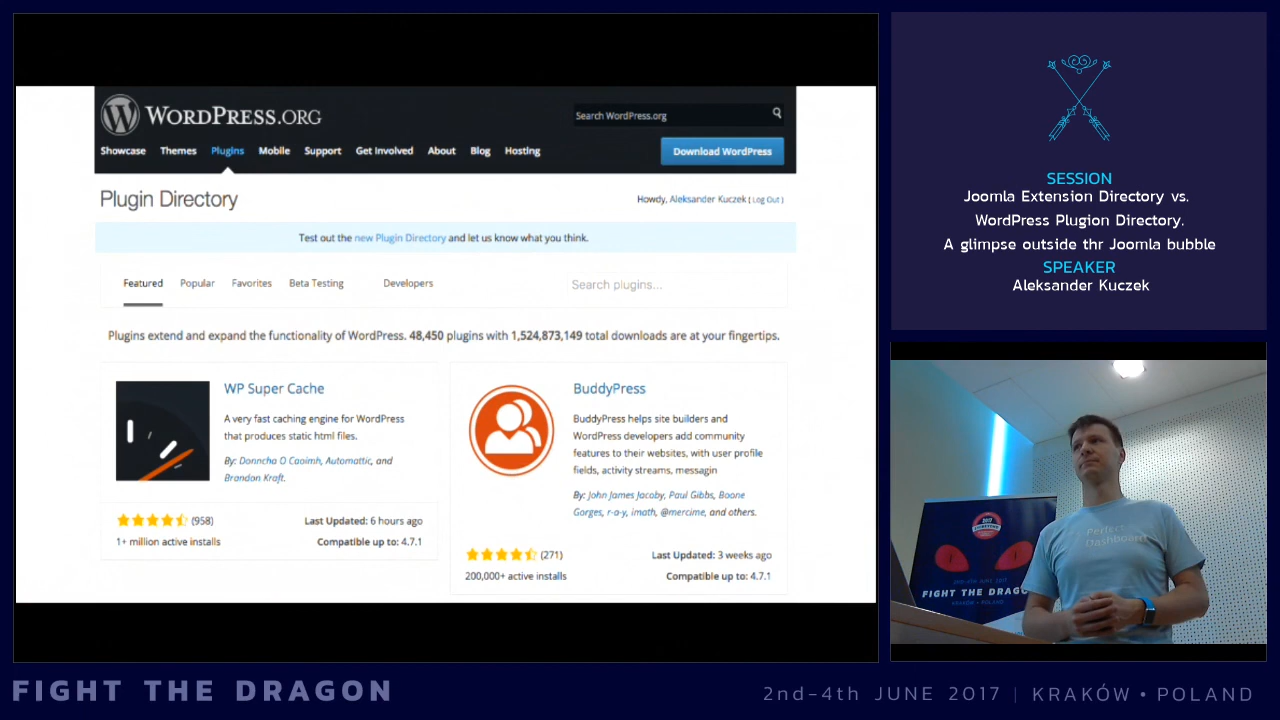 WORDPRESS.ORG
Search WordPress.org
Showcase Themes Plugins Mobile Support Get Involved About Blog Hosting
Download WordPress
Plugin Directory
Howdy, Aleksander Kuczek ( Log Out )
Test out the new Plugin Directory and let us know what you think.
Featured Popular Favorites Beta Testing Developers
Search plugins...
Plugins extend and expand the functionality of WordPress. 48,450 plugins with 1,524,873,149 total downloads are at your fingertips.
WP Super Cache
A very fast caching engine for WordPress
that produces static html files.
By: Donncha O Caoimh, Automattic, and
Brandon Kraft.
(958)
Last Updated: 6 hours ago
1+ million active installs
Compatible up to: 4.7.1
BuddyPress
BuddyPress helps site builders and
WordPress developers add community
features to their websites, with user profile
fields, activity streams, messagin
By: John James Jacoby, Paul Gibbs, Boone
Gorges, r-a-y, imath, @mercime, and others.
(271)
Last Updated: 3 weeks ago
200,000+ active installs
Compatible up to: 4.7.1
SESSION
Joomla Extension Directory vs.
WordPress Plugion Directory.
A glimpse outside thr Joomla bubble
SPEAKER
Aleksander Kuczek
Perfect
Dashboard
2017
FIGHT THE DRAGO
KRAKÓW • POLAND
FIGHT THE DRAGON
2nd-4th JUNE 2017 | KRAKÓW • POLAND